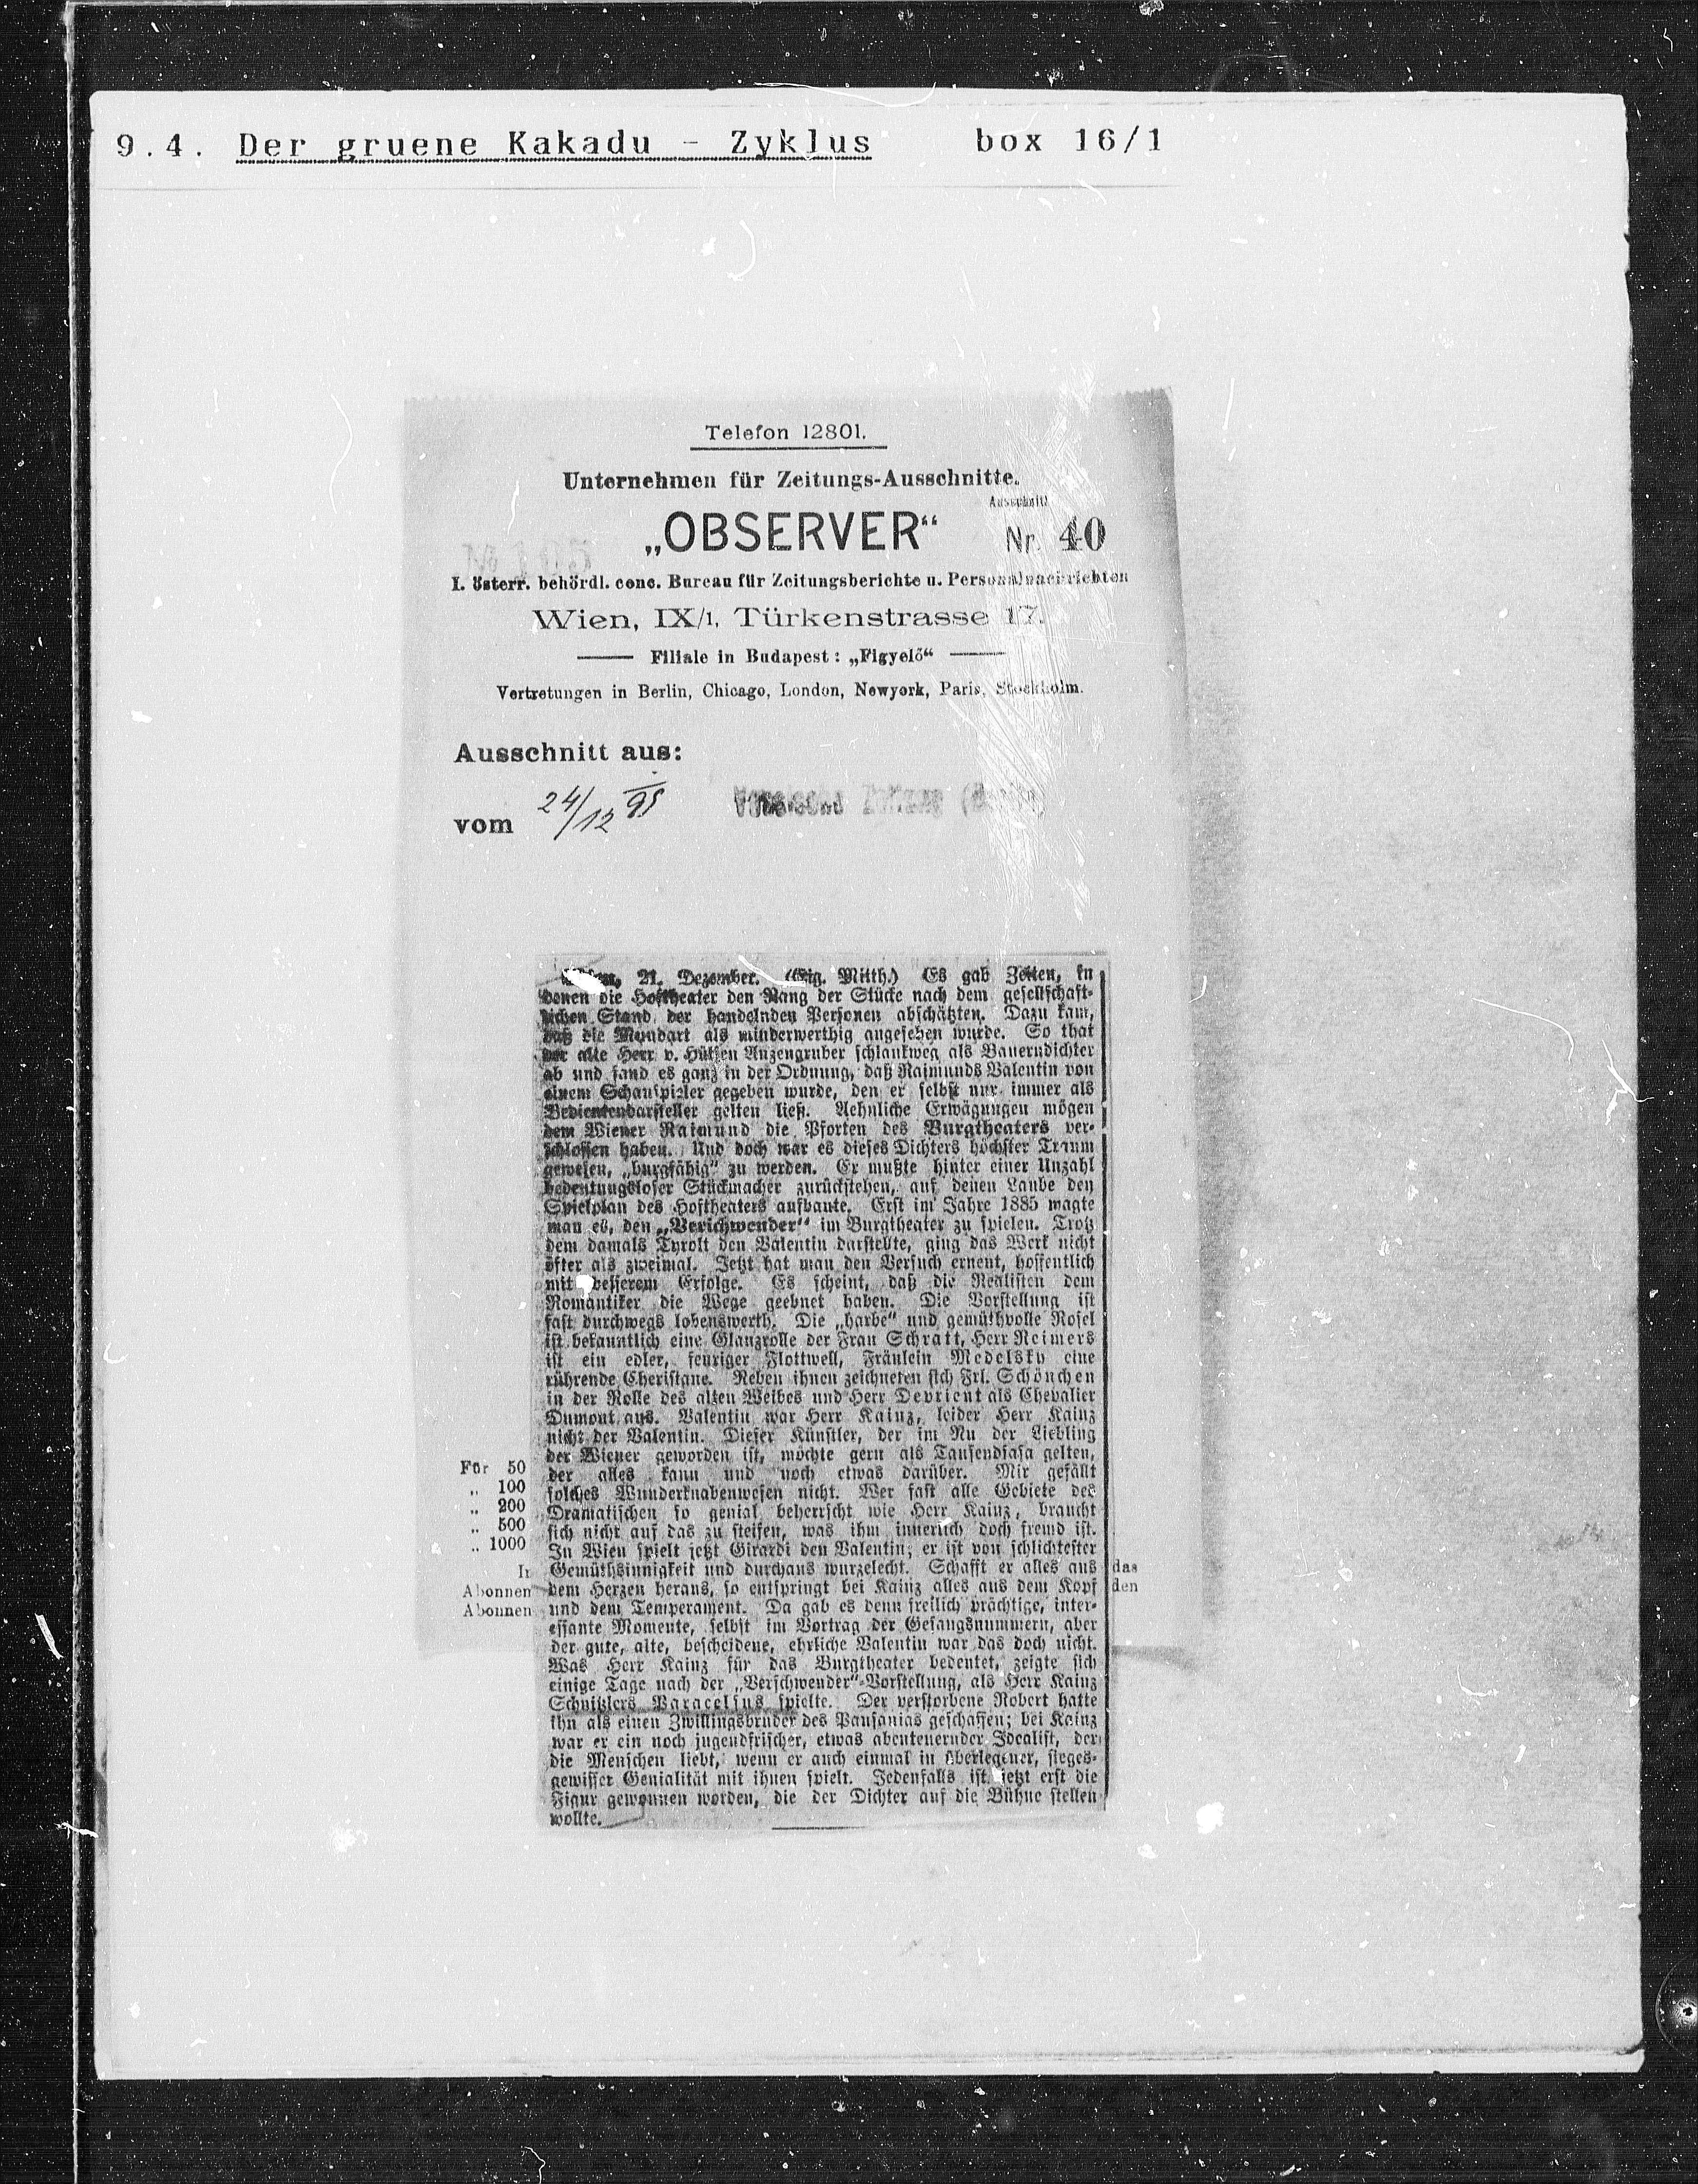 9.4. Der gruene Kakadu - Zyklus box 16/1
Telefon 12801.
Unternehmen für Zeitungs-Ausschnitte.
Ausschnitt
„OBSERVER“ Nr. 40
I. österr. behördl. conc. Bureau für Zeitungsberichte u. Personalnachrichten
Wien, IX/1, Türkenstrasse 17.
Filiale in Budapest: „Figyelő“
Vertretungen in Berlin, Chicago, London, Newyork, Paris, Stockholm.
Ausschnitt aus:
vom 24/12
21. Dezember. (Eig. Mitth.) Es gab Zeiten, in
denen die Hoftheater den Rang der Stücke nach dem gesellschaft-
lichen Stand der handelnden Personen abschätzten. Dazu kam,
daß die Mundart als minderwerthig angesehen wurde. So that
der alte Herr v. Hülsen Anzengruber schlankweg als Bauerndichter
ab und fand es ganz in der Ordnung, daß Raimunds Valentin von
einem Schauspieler gegeben wurde, den er selbst nur immer als
Bedientendarsteller gelten ließ. Aehnliche Erwägungen mögen
dem Wiener Raimund die Pforten des Burgtheaters ver-
schlossen haben. Und doch war es dieses Dichters höchster Traum
gewesen, „burgfähig“ zu werden. Er mußte hinter einer Unzahl
bedeutungsloser Stückmacher zurückstehen, auf denen Laube den
Spielplan des Hoftheaters aufbaute. Erst im Jahre 1885 wagte
man es, den „Verschwender“ im Burgtheater zu spielen. Trotz
dem damals Tyrolt den Valentin darstellte, ging das Werk nicht
öfter als zweimal. Jetzt hat man den Versuch erneut, hoffentlich
mit besserem Erfolge. Es scheint, daß die Realisten dem
Romantiker die Wege geebnet haben. Die Vorstellung ist
fast durchwegs lobenswerth. Die „harbe“ und gemüthvolle Rosel
ist bekanntlich eine Glanzrolle der Frau Schratt, Herr Reimers
ist ein edler, feuriger Flottwell, Fräulein Medelsky eine
rührende Cheristane. Neben ihnen zeichneten sich Frl. Schönchen
in der Rolle des alten Weibes und Herr Devrient als Chevalier
Dumont aus. Valentin war Herr Kainz, leider Herr Kainz
nicht der Valentin. Dieser Künstler, der im Nu der Liebling
der Wiener geworden ist, möchte gern als Tausendsasa gelten,
Für 50 der alles kann und noch etwas darüber. Mir gefällt
„ 100 solches Wunderknabenwesen nicht. Wer fast alle Gebiete des
„ 200 Dramatischen so genial beherrscht wie Herr Kainz, braucht
„ 500 sich nicht auf das zu steifen, was ihm innerlich doch fremd ist.
„ 1000 In Wien spielt jetzt Girardi den Valentin; er ist von schlichtester
Gemüthsinnigkeit und durchaus wurzelecht. Schafft er alles aus das
Abonnen dem Herzen heraus, so entspringt bei Kainz alles aus dem Kopf den
Abonnen und dem Temperament. Da gab es denn freilich prächtige, inter-
essante Momente, selbst im Vortrag der Gesangsnummern, aber
der gute, alte, bescheidene, ehrliche Valentin war das doch nicht.
Was Herr Kainz für das Burgtheater bedeutet, zeigte sich
einige Tage nach der „Verschwender“-Vorstellung, als Herr Kainz
Schnitzlers Paracelsus spielte. Der verstorbene Robert hatte
ihn als einen Zwillingsbruder des Pausanias geschaffen; bei Kainz
war er ein noch jugendfrischer, etwas abenteuernder Idealist, der
die Menschen liebt, wenn er auch einmal in überlegener, sieges-
gewisser Genialität mit ihnen spielt. Jedenfalls ist jetzt erst die
Figur gewonnen worden, die der Dichter auf die Bühne stellen
wollte.